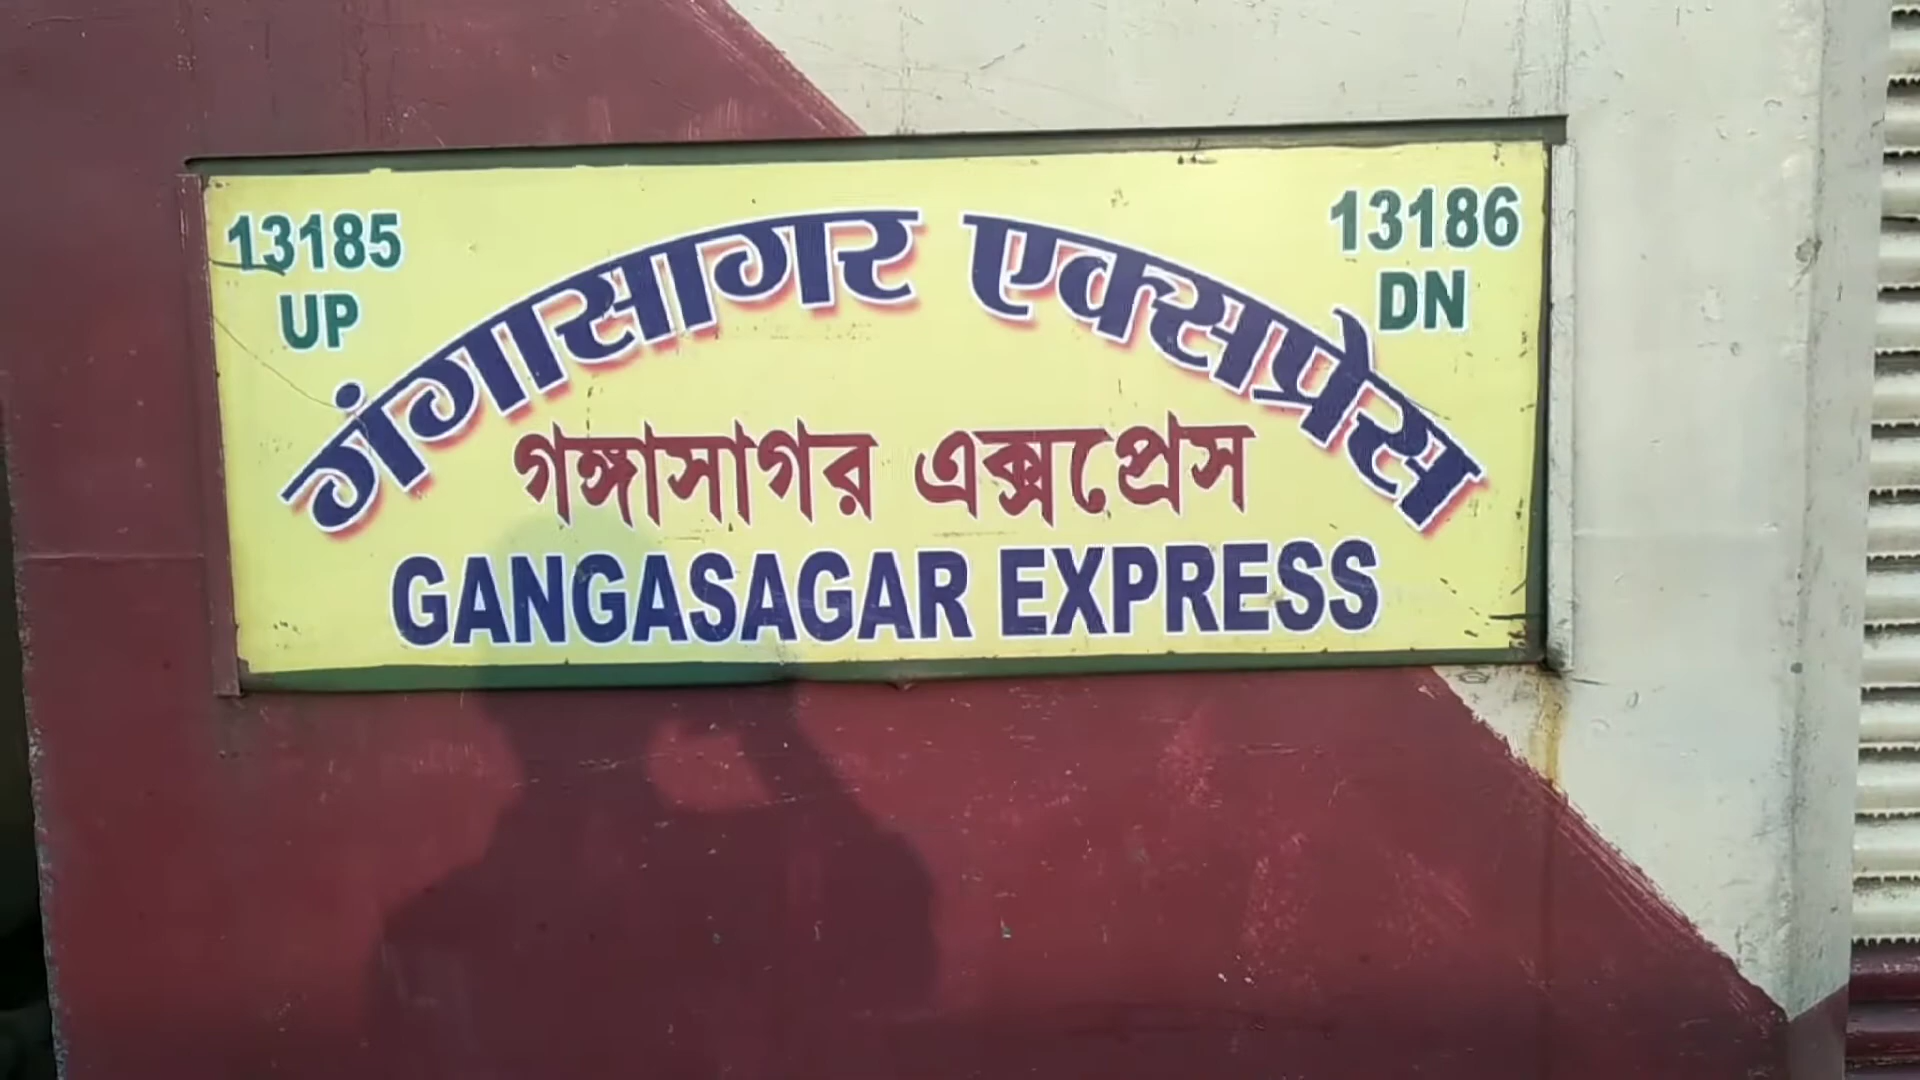 13185
UP
गंगासागर एक्सप्रेस
13186
DN
গঙ্গাসাগর এক্সপ্রেস
GANGASAGAR EXPRESS